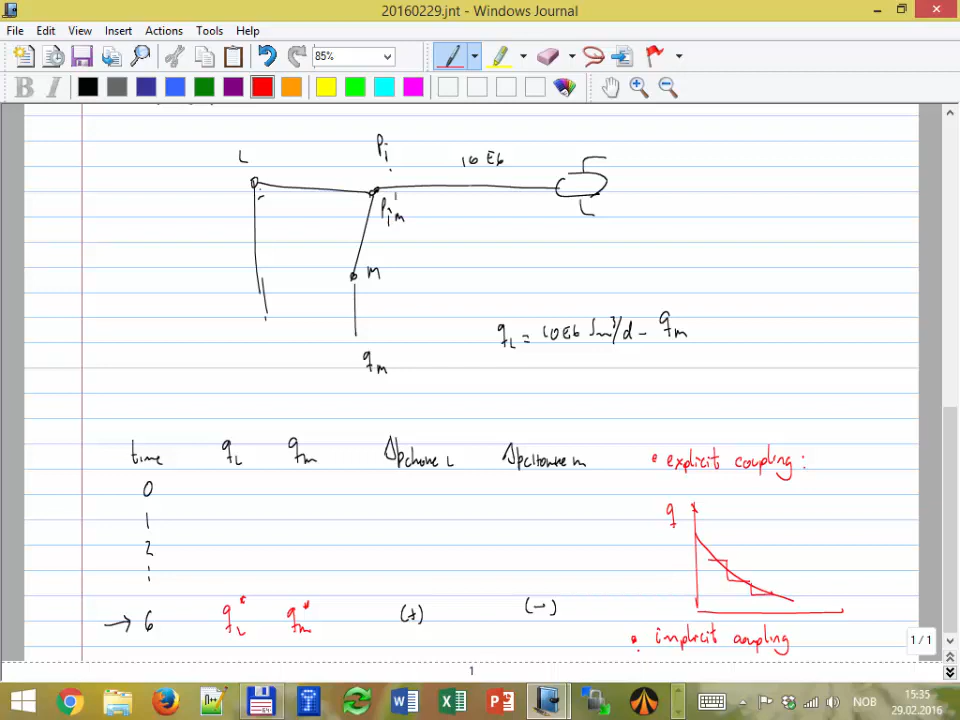 20160229.jnt - Windows Journal
File Edit View Insert Actions Tools Help
85%
B I
L Pi 10 E6 S
Pim L
m
qL = 10E6 Sm³/d - qm
qm
time qL qm Δpchoke L Δpchoke m • explicit coupling :
0
q
1
2
⋮
→ 6 qL* qm* (+) (-)
• implicit coupling
1 / 1
1
NOB 15:35
29.02.2016